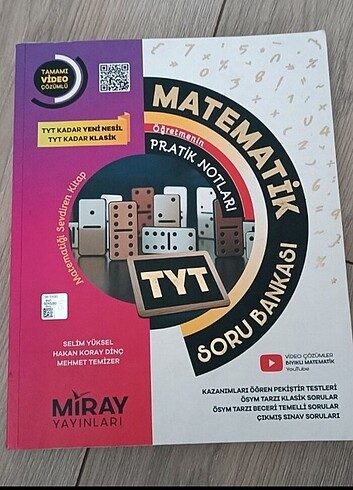 TAMAMI
VİDEO
ÇÖZÜMLÜ
TYT KADAR YENİ NESİL
TYT KADAR KLASİK
MATEMATİK
Öğretmenin
PRATİK NOTLARI
Matematiği Sevdiren Kitap
TYT
SORU BANKASI
SELİM YÜKSEL
HAKAN KORAY DİNÇ
MEHMET TEMİZER
VİDEO ÇÖZÜMLER
BIYIKLI MATEMATİK
YouTube
KAZANIMLARI ÖĞREN PEKİŞTİR TESTLERİ
ÖSYM TARZI KLASİK SORULAR
ÖSYM TARZI BECERİ TEMELLİ SORULAR
ÇIKMIŞ SINAV SORULARI
MİRAY
YAYINLARI